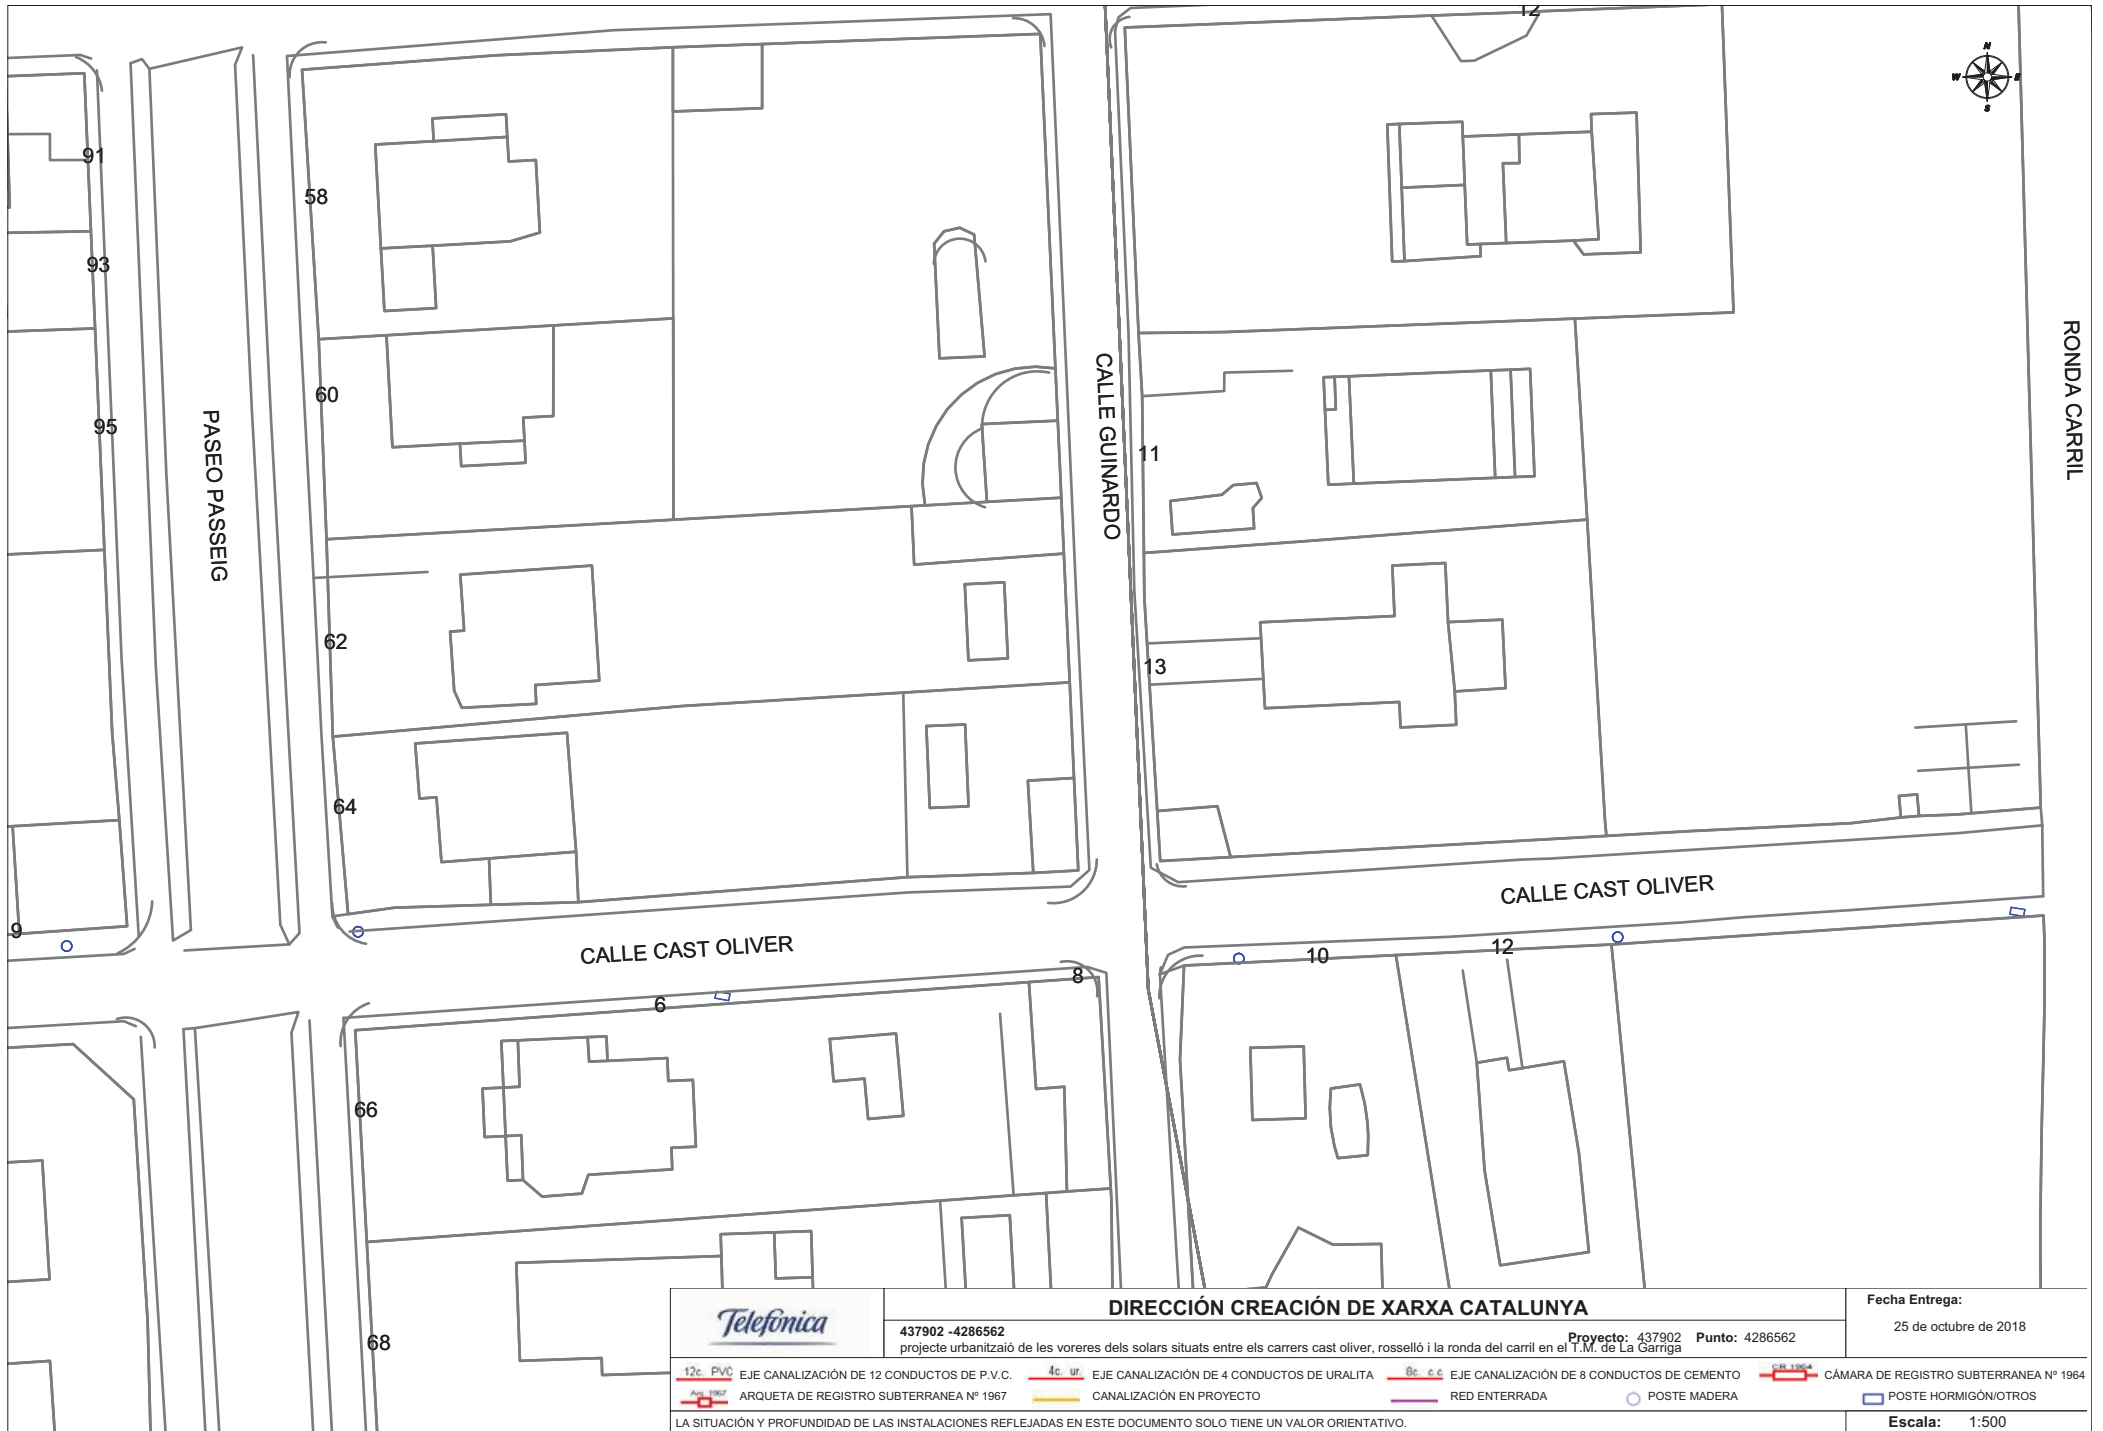 12
N
W
E
S
91
58
93
60
95
PASEO PASSEIG
CALLE GUINARDO
11
RONDA CARRIL
62
13
64
CALLE CAST OLIVER
9
CALLE CAST OLIVER
10
12
8
6
66
68
Telefónica
DIRECCIÓN CREACIÓN DE XARXA CATALUNYA
437902 -4286562
Proyecto: 437902 Punto: 4286562
projecte urbanitzaió de les voreres dels solars situats entre els carrers cast oliver, rosselló i la ronda del carril en el T.M. de La Garriga
Fecha Entrega:
25 de octubre de 2018
12c. PVC EJE CANALIZACIÓN DE 12 CONDUCTOS DE P.V.C.
4c. ur. EJE CANALIZACIÓN DE 4 CONDUCTOS DE URALITA
8c. c.c EJE CANALIZACIÓN DE 8 CONDUCTOS DE CEMENTO
CR 1964 CÁMARA DE REGISTRO SUBTERRANEA Nº 1964
Arq. 1967 ARQUETA DE REGISTRO SUBTERRANEA Nº 1967
CANALIZACIÓN EN PROYECTO
RED ENTERRADA
POSTE MADERA
POSTE HORMIGÓN/OTROS
LA SITUACIÓN Y PROFUNDIDAD DE LAS INSTALACIONES REFLEJADAS EN ESTE DOCUMENTO SOLO TIENE UN VALOR ORIENTATIVO.
Escala: 1:500